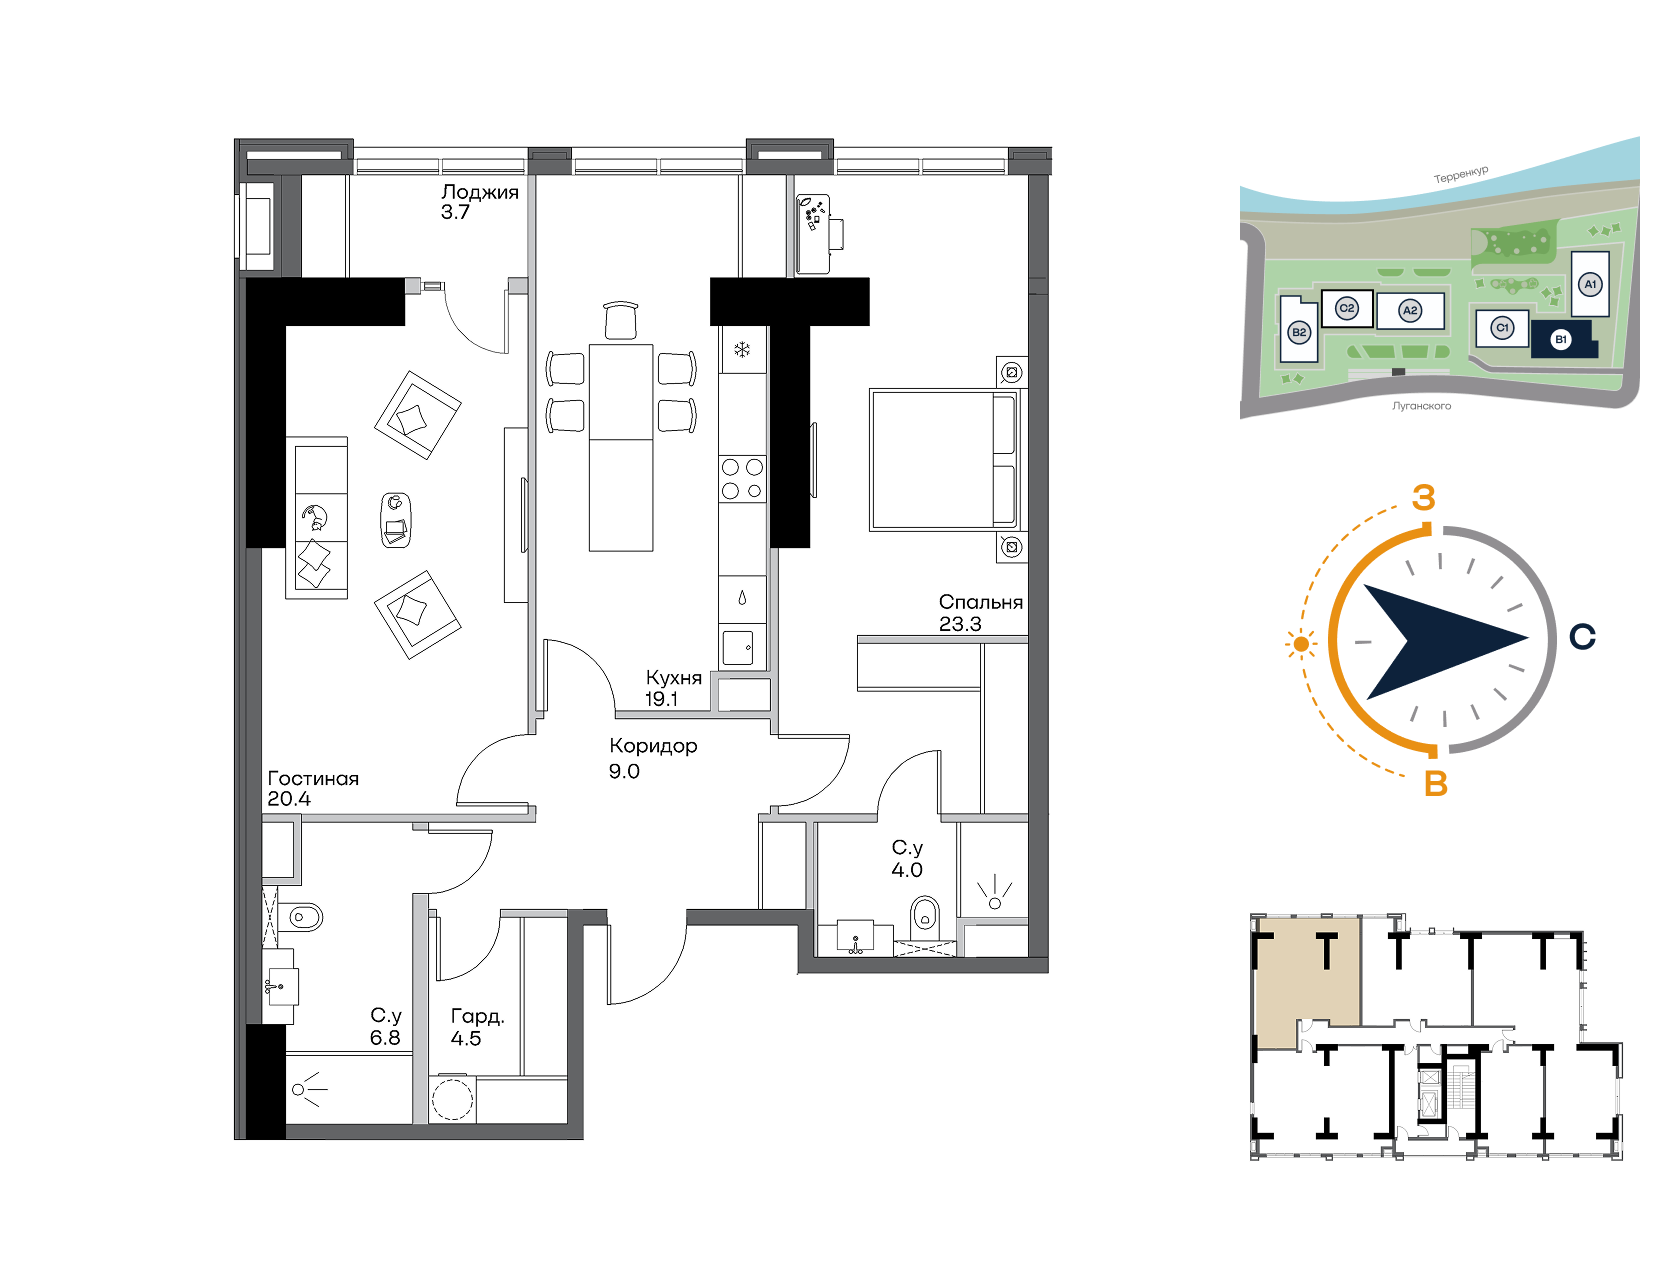 Лоджия
3.7
Спальня
23.3
Кухня
19.1
Коридор
9.0
Гостиная
20.4
С.у
4.0
С.у
6.8
Гард.
4.5
Терренкур
A1
C2
A2
B2
C1
B1
Луганского
З
С
В